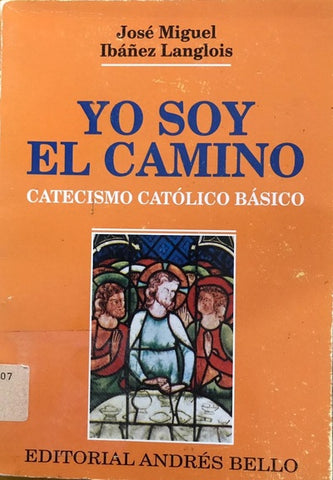 José Miguel
Ibáñez Langlois
YO SOY
EL CAMINO
CATECISMO CATÓLICO BÁSICO
07
EDITORIAL ANDRÉS BELLO